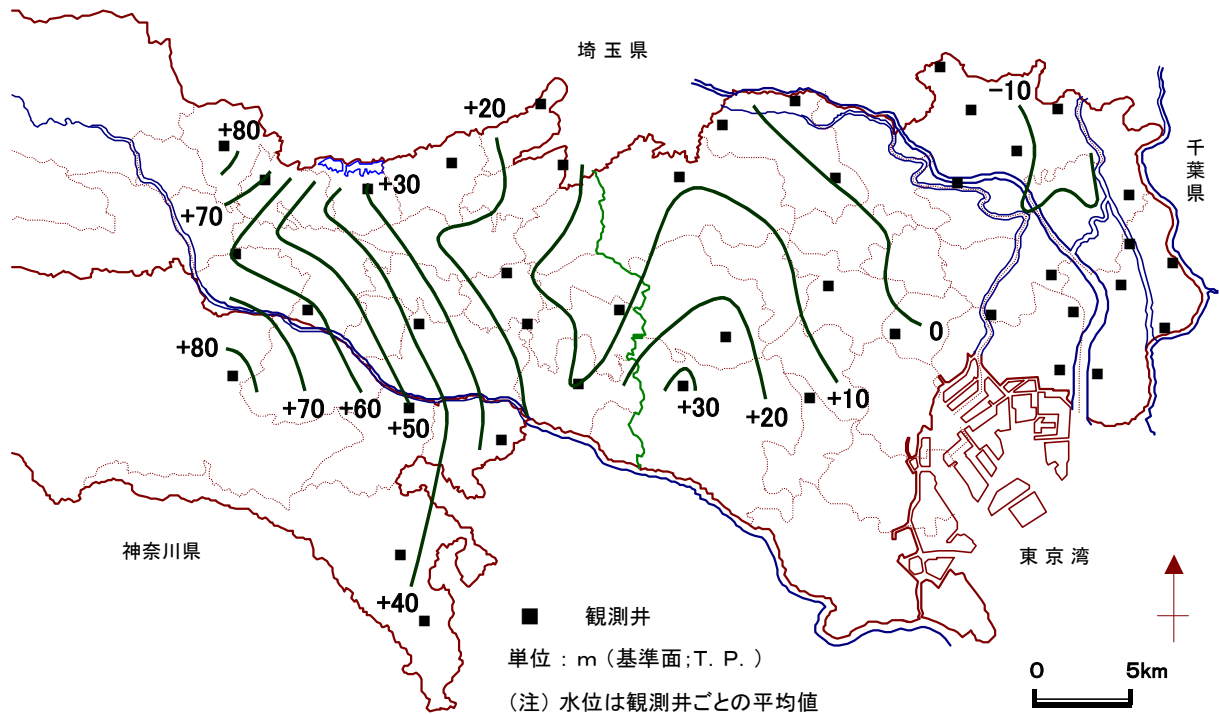 埼玉県
-10
+20
+80
千葉県
+30
+70
0
+80
+30
+10
+70
+60
+20
+50
神奈川県
東京湾
+40
観測井
単位：m（基準面;T. P. ）
0 5km
(注) 水位は観測井ごとの平均値